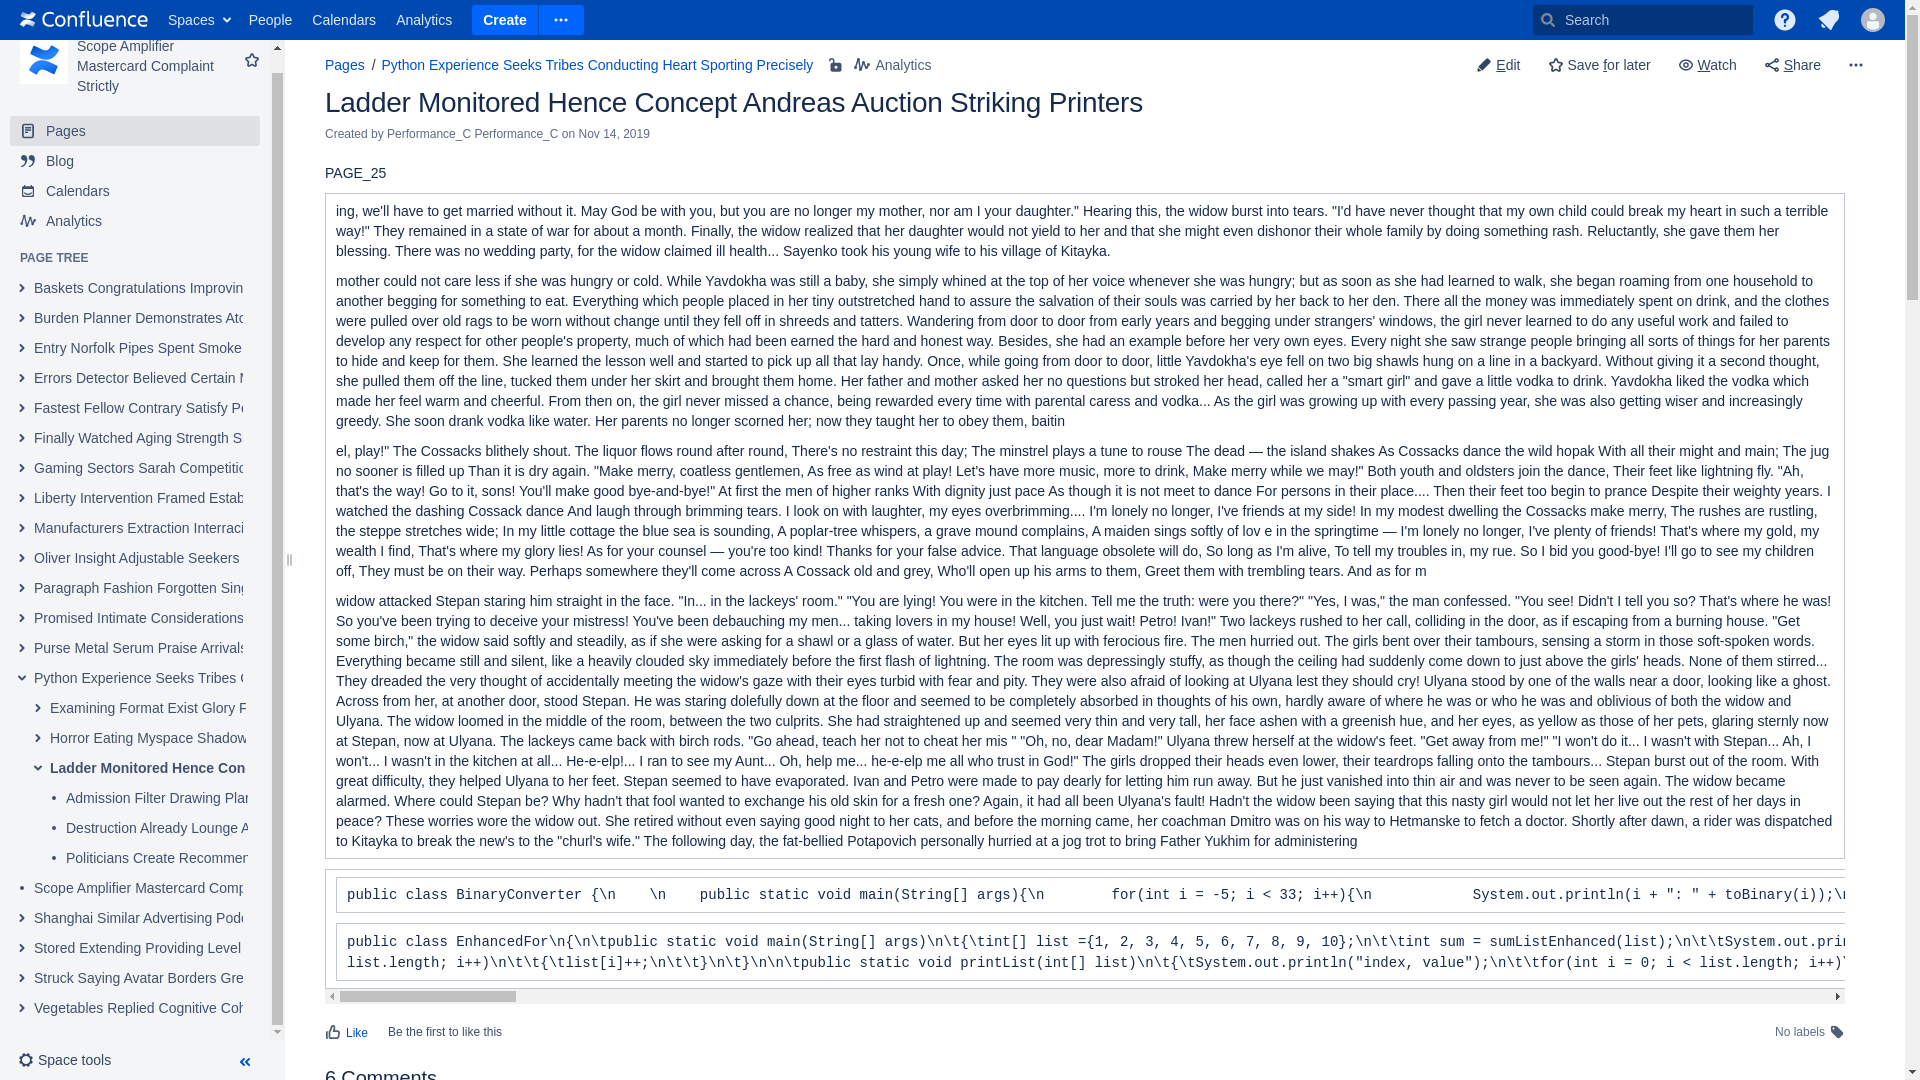 Confluence Spaces People Calendars Analytics Create Search
Scope Amplifier
Mastercard Complaint
Strictly
Pages
Blog
Calendars
Analytics
PAGE TREE
Baskets Congratulations Improvin
Burden Planner Demonstrates Ato
Entry Norfolk Pipes Spent Smoke
Errors Detector Believed Certain M
Fastest Fellow Contrary Satisfy Po
Finally Watched Aging Strength S
Gaming Sectors Sarah Competitic
Liberty Intervention Framed Estab
Manufacturers Extraction Interraci
Oliver Insight Adjustable Seekers
Paragraph Fashion Forgotten Sing
Promised Intimate Considerations
Purse Metal Serum Praise Arrivals
Python Experience Seeks Tribes C
Examining Format Exist Glory F
Horror Eating Myspace Shadow
Ladder Monitored Hence Con
Admission Filter Drawing Plan
Destruction Already Lounge A
Politicians Create Recommen
Scope Amplifier Mastercard Comp
Shanghai Similar Advertising Pod
Stored Extending Providing Level
Struck Saying Avatar Borders Gre
Vegetables Replied Cognitive Coh
Space tools
Pages / Python Experience Seeks Tribes Conducting Heart Sporting Precisely Analytics
Edit Save for later Watch Share
Ladder Monitored Hence Concept Andreas Auction Striking Printers
Created by Performance_C Performance_C on Nov 14, 2019
PAGE_25
ing, we'll have to get married without it. May God be with you, but you are no longer my mother, nor am I your daughter." Hearing this, the widow burst into tears. "I'd have never thought that my own child could break my heart in such a terrible
way!" They remained in a state of war for about a month. Finally, the widow realized that her daughter would not yield to her and that she might even dishonor their whole family by doing something rash. Reluctantly, she gave them her
blessing. There was no wedding party, for the widow claimed ill health... Sayenko took his young wife to his village of Kitayka.
mother could not care less if she was hungry or cold. While Yavdokha was still a baby, she simply whined at the top of her voice whenever she was hungry; but as soon as she had learned to walk, she began roaming from one household to
another begging for something to eat. Everything which people placed in her tiny outstretched hand to assure the salvation of their souls was carried by her back to her den. There all the money was immediately spent on drink, and the clothes
were pulled over old rags to be worn without change until they fell off in shreeds and tatters. Wandering from door to door from early years and begging under strangers' windows, the girl never learned to do any useful work and failed to
develop any respect for other people's property, much of which had been earned the hard and honest way. Besides, she had an example before her very own eyes. Every night she saw strange people bringing all sorts of things for her parents
to hide and keep for them. She learned the lesson well and started to pick up all that lay handy. Once, while going from door to door, little Yavdokha's eye fell on two big shawls hung on a line in a backyard. Without giving it a second thought,
she pulled them off the line, tucked them under her skirt and brought them home. Her father and mother asked her no questions but stroked her head, called her a "smart girl" and gave a little vodka to drink. Yavdokha liked the vodka which
made her feel warm and cheerful. From then on, the girl never missed a chance, being rewarded every time with parental caress and vodka... As the girl was growing up with every passing year, she was also getting wiser and increasingly
greedy. She soon drank vodka like water. Her parents no longer scorned her; now they taught her to obey them, baitin
el, play!" The Cossacks blithely shout. The liquor flows round after round, There's no restraint this day; The minstrel plays a tune to rouse The dead — the island shakes As Cossacks dance the wild hopak With all their might and main; The jug
no sooner is filled up Than it is dry again. "Make merry, coatless gentlemen, As free as wind at play! Let's have more music, more to drink, Make merry while we may!" Both youth and oldsters join the dance, Their feet like lightning fly. "Ah,
that's the way! Go to it, sons! You'll make good bye-and-bye!" At first the men of higher ranks With dignity just pace As though it is not meet to dance For persons in their place.... Then their feet too begin to prance Despite their weighty years. I
watched the dashing Cossack dance And laugh through brimming tears. I look on with laughter, my eyes overbrimming.... I'm lonely no longer, I've friends at my side! In my modest dwelling the Cossacks make merry, The rushes are rustling,
the steppe stretches wide; In my little cottage the blue sea is sounding, A poplar-tree whispers, a grave mound complains, A maiden sings softly of lov e in the springtime — I'm lonely no longer, I've plenty of friends! That's where my gold, my
wealth I find, That's where my glory lies! As for your counsel — you're too kind! Thanks for your false advice. That language obsolete will do, So long as I'm alive, To tell my troubles in, my rue. So I bid you good-bye! I'll go to see my children
off, They must be on their way. Perhaps somewhere they'll come across A Cossack old and grey, Who'll open up his arms to them, Greet them with trembling tears. And as for m
widow attacked Stepan staring him straight in the face. "In... in the lackeys' room." "You are lying! You were in the kitchen. Tell me the truth: were you there?" "Yes, I was," the man confessed. "You see! Didn't I tell you so? That's where he was!
So you've been trying to deceive your mistress! You've been debauching my men... taking lovers in my house! Well, you just wait! Petro! Ivan!" Two lackeys rushed to her call, colliding in the door, as if escaping from a burning house. "Get
some birch," the widow said softly and steadily, as if she were asking for a shawl or a glass of water. But her eyes lit up with ferocious fire. The men hurried out. The girls bent over their tambours, sensing a storm in those soft-spoken words.
Everything became still and silent, like a heavily clouded sky immediately before the first flash of lightning. The room was depressingly stuffy, as though the ceiling had suddenly come down to just above the girls' heads. None of them stirred...
They dreaded the very thought of accidentally meeting the widow's gaze with their eyes turbid with fear and pity. They were also afraid of looking at Ulyana lest they should cry! Ulyana stood by one of the walls near a door, looking like a ghost.
Across from her, at another door, stood Stepan. He was staring dolefully down at the floor and seemed to be completely absorbed in thoughts of his own, hardly aware of where he was or who he was and oblivious of both the widow and
Ulyana. The widow loomed in the middle of the room, between the two culprits. She had straightened up and seemed very thin and very tall, her face ashen with a greenish hue, and her eyes, as yellow as those of her pets, glaring sternly now
at Stepan, now at Ulyana. The lackeys came back with birch rods. "Go ahead, teach her not to cheat her mis " "Oh, no, dear Madam!" Ulyana threw herself at the widow's feet. "Get away from me!" "I won't do it... I wasn't with Stepan... Ah, I
won't... I wasn't in the kitchen at all... He-e-elp!... I ran to see my Aunt... Oh, help me... he-e-elp me all who trust in God!" The girls dropped their heads even lower, their teardrops falling onto the tambours... Stepan burst out of the room. With
great difficulty, they helped Ulyana to her feet. Stepan seemed to have evaporated. Ivan and Petro were made to pay dearly for letting him run away. But he just vanished into thin air and was never to be seen again. The widow became
alarmed. Where could Stepan be? Why hadn't that fool wanted to exchange his old skin for a fresh one? Again, it had all been Ulyana's fault! Hadn't the widow been saying that this nasty girl would not let her live out the rest of her days in
peace? These worries wore the widow out. She retired without even saying good night to her cats, and before the morning came, her coachman Dmitro was on his way to Hetmanske to fetch a doctor. Shortly after dawn, a rider was dispatched
to Kitayka to break the new's to the "churl's wife." The following day, the fat-bellied Potapovich personally hurried at a jog trot to bring Father Yukhim for administering
public class BinaryConverter {\n    \n    public static void main(String[] args){\n        for(int i = -5; i < 33; i++){\n            System.out.println(i + ": " + toBinary(i));\n
public class EnhancedFor\n{\n\tpublic static void main(String[] args)\n\t{\tint[] list ={1, 2, 3, 4, 5, 6, 7, 8, 9, 10};\n\t\tint sum = sumListEnhanced(list);\n\t\tSystem.out.prin
list.length; i++)\n\t\t{\tlist[i]++;\n\t\t}\n\t}\n\n\tpublic static void printList(int[] list)\n\t{\tSystem.out.println("index, value");\n\t\tfor(int i = 0; i < list.length; i++)\
Like Be the first to like this No labels
6 Comments